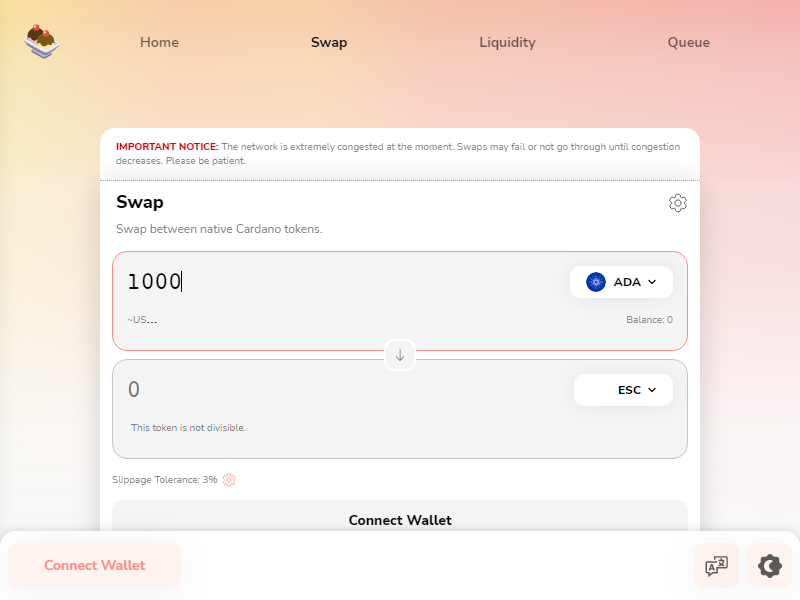 Home
Swap
Liquidity
Queue
IMPORTANT NOTICE: The network is extremely congested at the moment. Swaps may fail or not go through until congestion
decreases. Please be patient.
Swap
Swap between native Cardano tokens.
1000
ADA
~US...
Balance: 0
0
ESC
This token is not divisible.
Slippage Tolerance: 3%
Connect Wallet
Connect Wallet